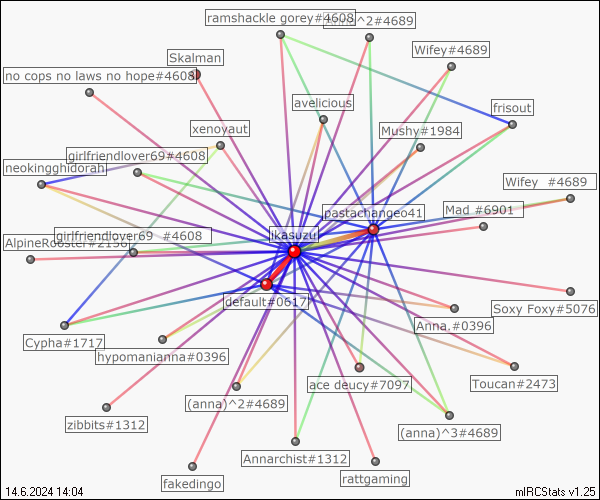 ramshackle gorey#4608
^2#4689
Wifey#4689
Skalman
no cops no laws no hope#4608
avelicious
frisout
xenoyaut
Mushy#1984
girlfriendlover69#4608
neokingghidorah
Wifey #4689
pastachangeo41
Mad #6901
girlfriendlover69 #4608
jkasuzu
AlpineRooster#2150
default#0617
Soxy Foxy#5076
Anna.#0396
Cypha#1717
hypomanianna#0396
ace deucy#7097
Toucan#2473
(anna)^2#4689
zibbits#1312
(anna)^3#4689
Annarchist#1312
fakedingo
rattgaming
14.6.2024 14:04
mIRCStats v1.25